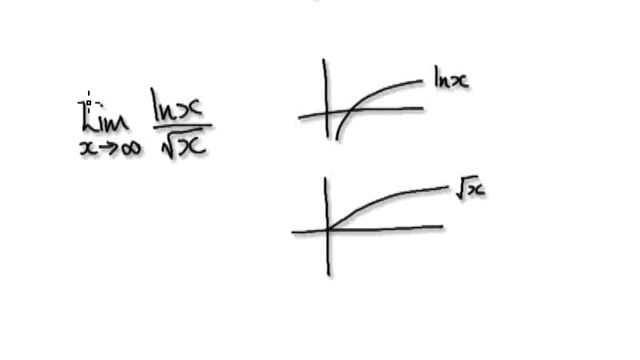 lim ln x / √x
x→∞
ln x
√x